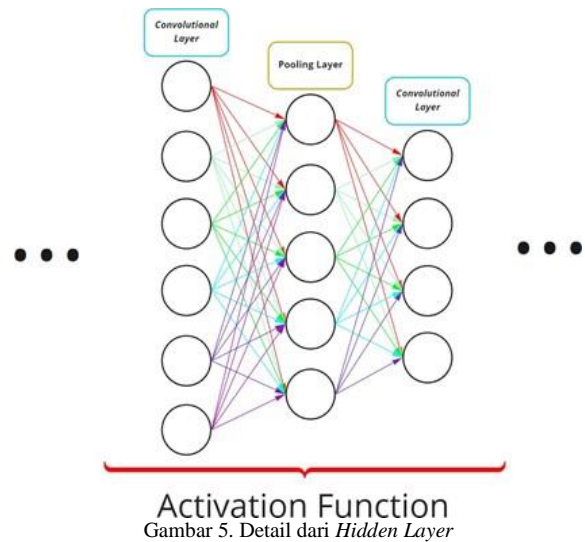 Convolutional
Layer
Pooling Layer
Convolutional
Layer
Activation Function
Gambar 5. Detail dari Hidden Layer